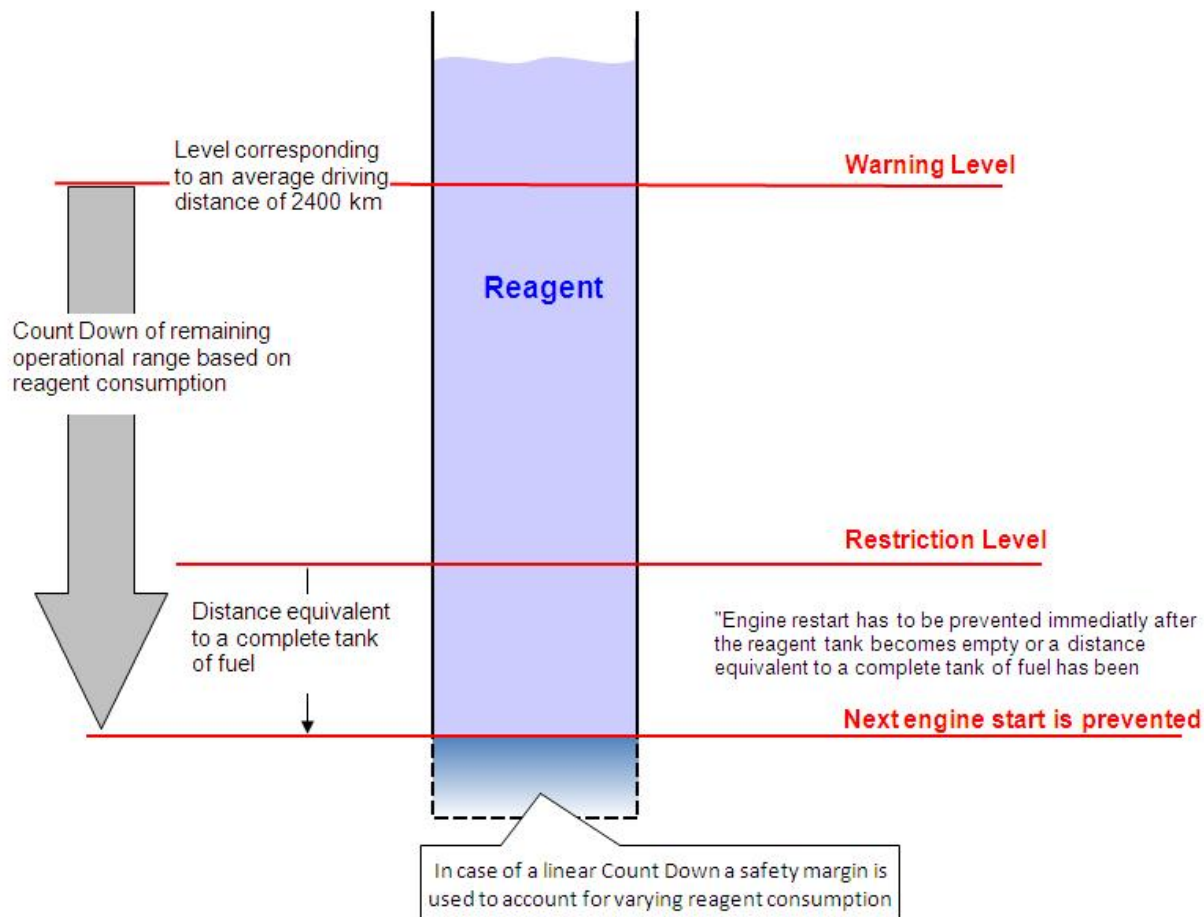 Level corresponding
to an average driving
distance of 2400 km
Warning Level
Reagent
Count Down of remaining
operational range based on
reagent consumption
Restriction Level
Distance equivalent
to a complete tank
of fuel
"Engine restart has to be prevented immediatly after
the reagent tank becomes empty or a distance
equivalent to a complete tank of fuel has been
Next engine start is prevented
In case of a linear Count Down a safety margin is
used to account for varying reagent consumption